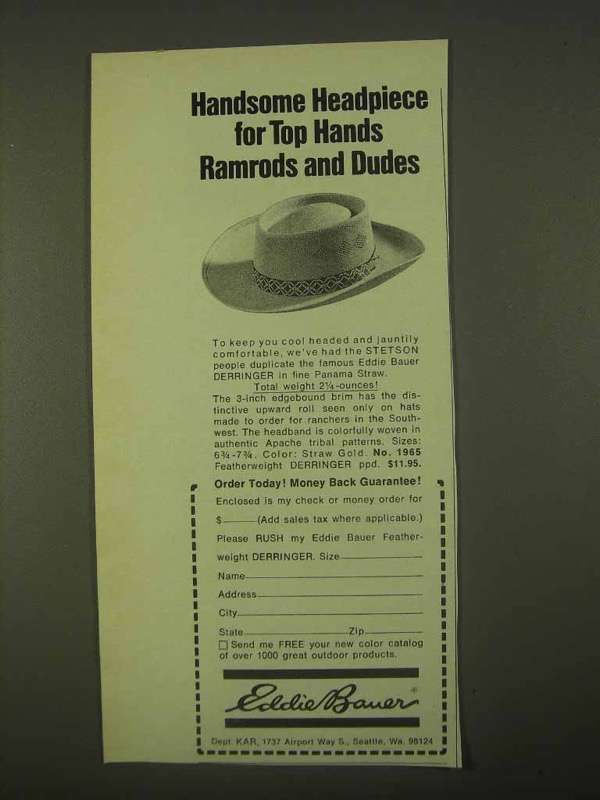 Handsome Headpiece
for Top Hands
Ramrods and Dudes
To keep you cool headed and jauntily
comfortable, we've had the STETSON
people duplicate the famous Eddie Bauer
DERRINGER in fine Panama Straw.
Total weight 2¼-ounces!
The 3-inch edgebound brim has the dis-
tinctive upward roll seen only on hats
made to order for ranchers in the South-
west. The headband is colorfully woven in
authentic Apache tribal patterns. Sizes:
6¾-7¾. Color: Straw Gold. No. 1965
Featherweight DERRINGER ppd. $11.95.
Order Today! Money Back Guarantee!
Enclosed is my check or money order for
$ (Add sales tax where applicable.)
Please RUSH my Eddie Bauer Feather-
weight DERRINGER. Size
Name
Address
City
State Zip
Send me FREE your new color catalog
of over 1000 great outdoor products.
Eddie Bauer®
Dept. KAR, 1737 Airport Way S., Seattle, Wa. 98124